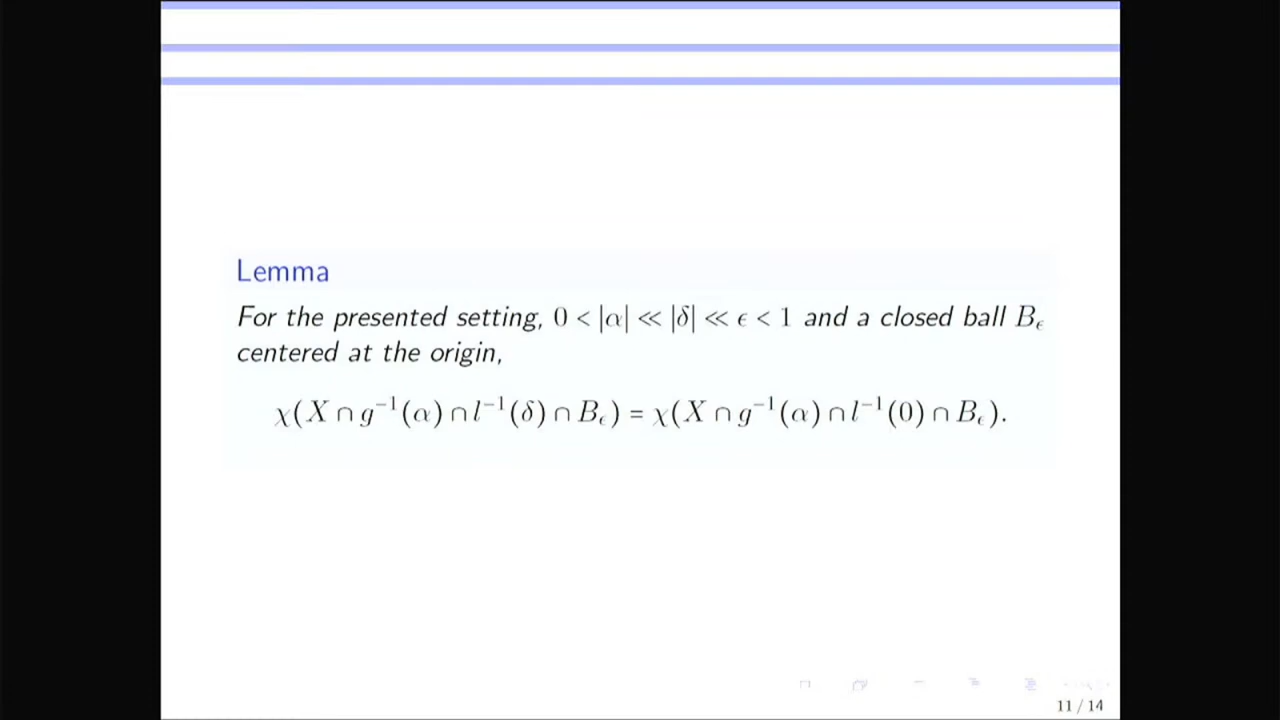 Lemma
For the presented setting, 0 < |α| ≪ |δ| ≪ ϵ < 1 and a closed ball B_ϵ
centered at the origin,
χ(X ∩ g⁻¹(α) ∩ l⁻¹(δ) ∩ B_ϵ) = χ(X ∩ g⁻¹(α) ∩ l⁻¹(0) ∩ B_ϵ).
11 / 14